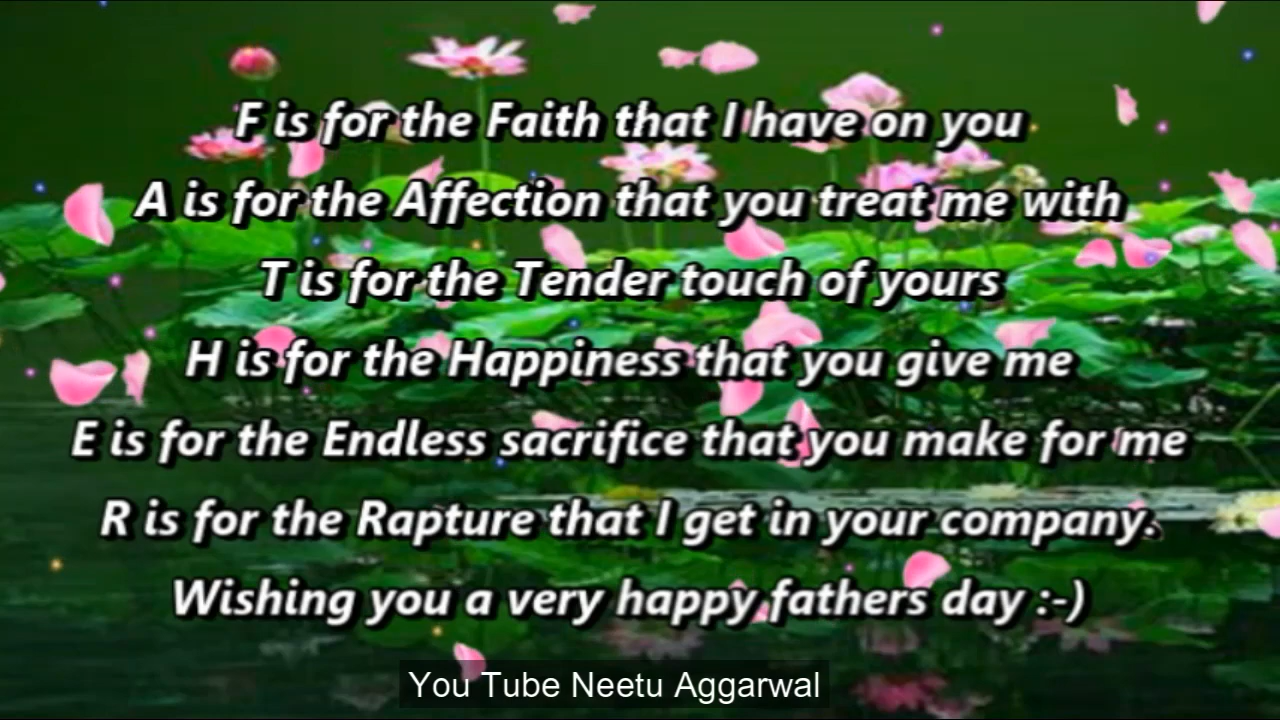 F is for the Faith that I have on you
A is for the Affection that you treat me with
T is for the Tender touch of yours
H is for the Happiness that you give me
E is for the Endless sacrifice that you make for me
R is for the Rapture that I get in your company.
Wishing you a very happy fathers day :-)
You Tube Neetu Aggarwal